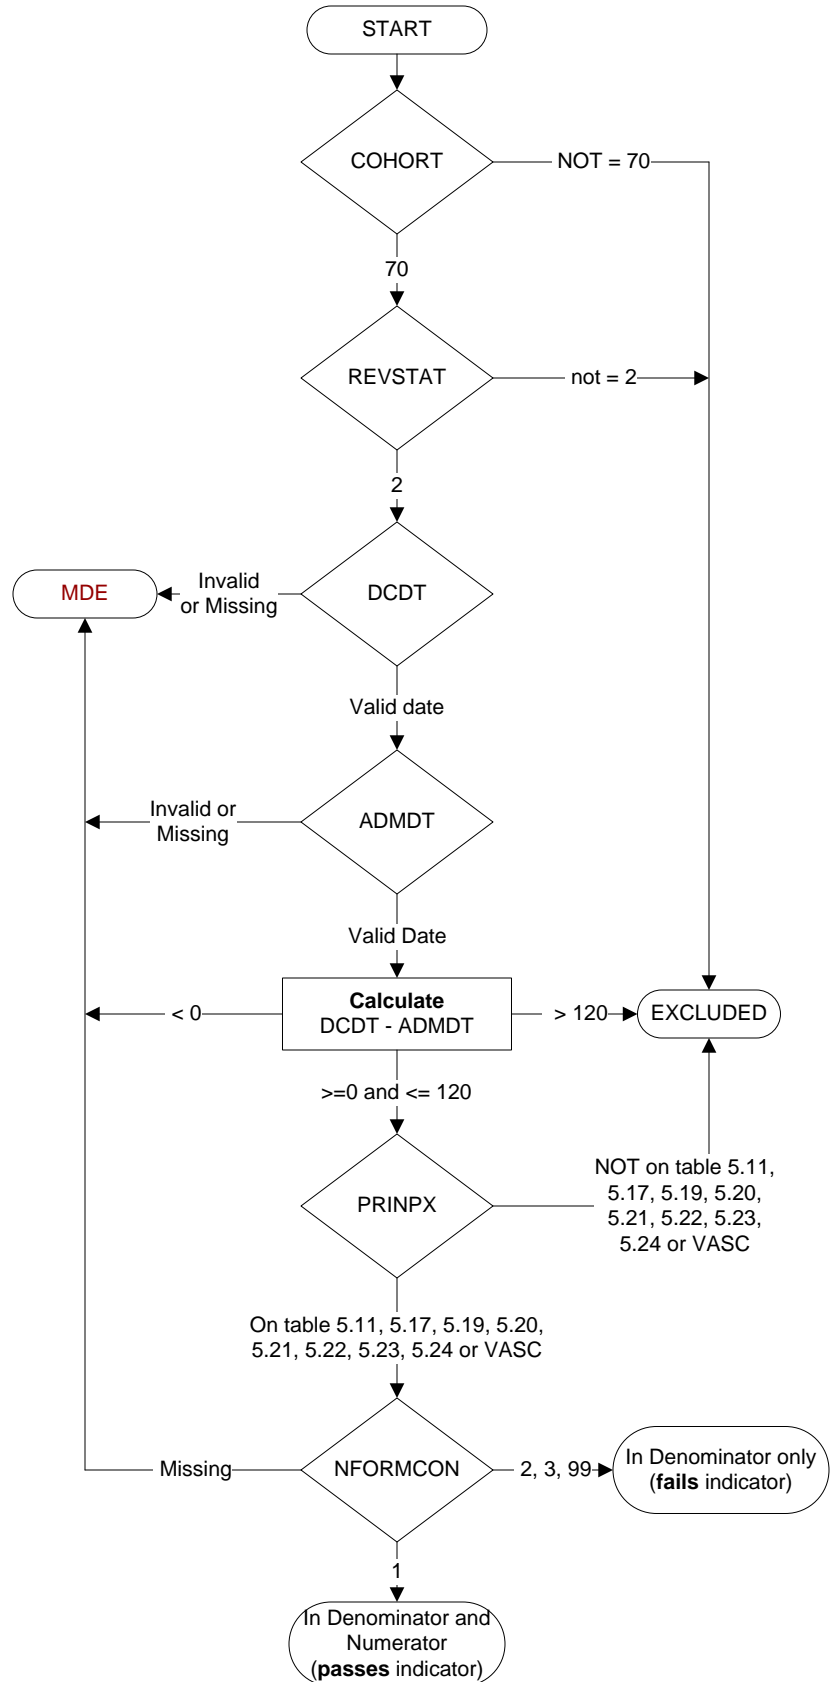 START
COHORT
NOT = 70
70
REVSTAT
not = 2
2
MDE
Invalid
or Missing
DCDT
Valid date
Invalid or
Missing
ADMDT
Valid Date
< 0
Calculate
DCDT - ADMDT
> 120
EXCLUDED
>=0 and <= 120
PRINPX
NOT on table 5.11,
5.17, 5.19, 5.20,
5.21, 5.22, 5.23,
5.24 or VASC
On table 5.11, 5.17, 5.19, 5.20,
5.21, 5.22, 5.23, 5.24 or VASC
Missing
NFORMCON
2, 3, 99
In Denominator only
(fails indicator)
1
In Denominator and
Numerator
(passes indicator)